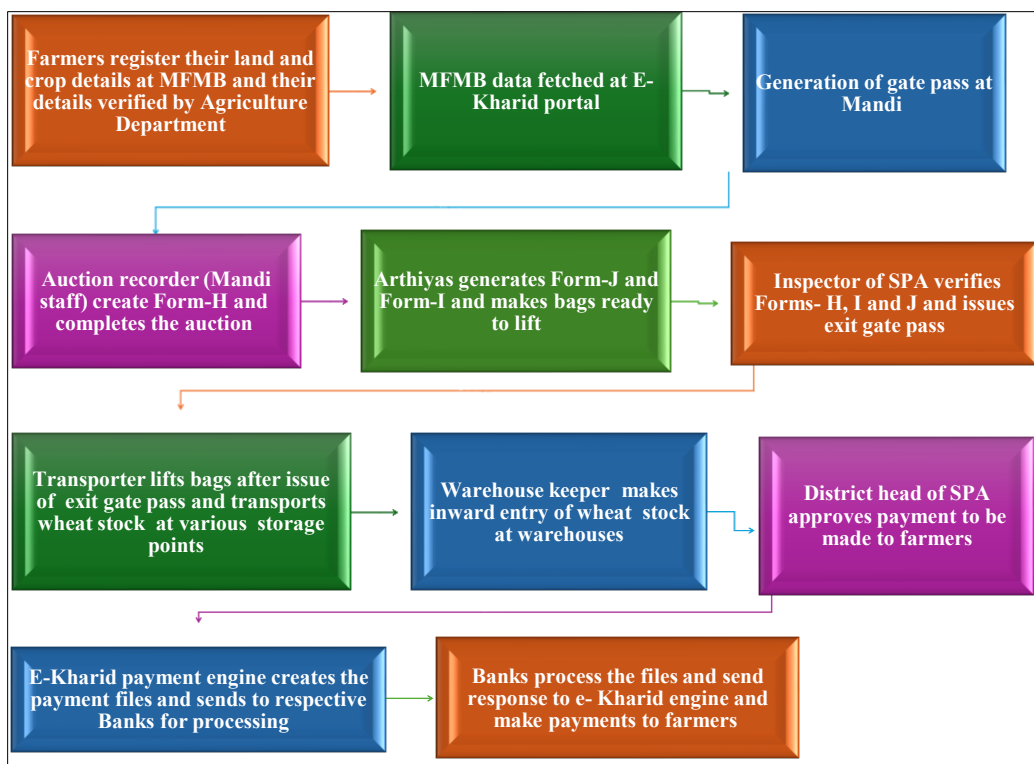 Farmers register their land and
crop details at MFMB and their
details verified by Agriculture
Department
MFMB data fetched at E-
Kharid portal
Generation of gate pass at
Mandi
Auction recorder (Mandi
staff) create Form-H and
completes the auction
Arthiyas generates Form-J and
Form-I and makes bags ready
to lift
Inspector of SPA verifies
Forms- H, I and J and issues
exit gate pass
Transporter lifts bags after issue
of exit gate pass and transports
wheat stock at various storage
points
Warehouse keeper makes
inward entry of wheat stock
at warehouses
District head of SPA
approves payment to be
made to farmers
E-Kharid payment engine creates the
payment files and sends to respective
Banks for processing
Banks process the files and send
response to e- Kharid engine and
make payments to farmers